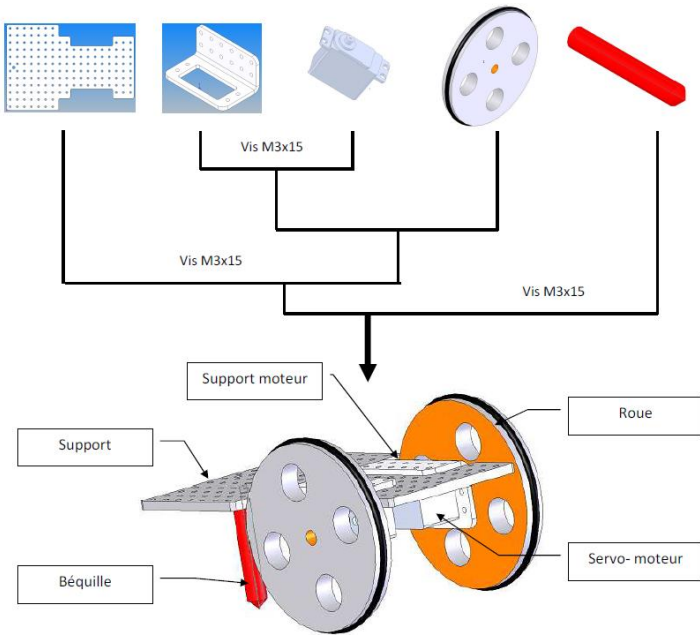 Vis M3x15
Vis M3x15
Vis M3x15
Support moteur
Roue
Support
Servo- moteur
Béquille